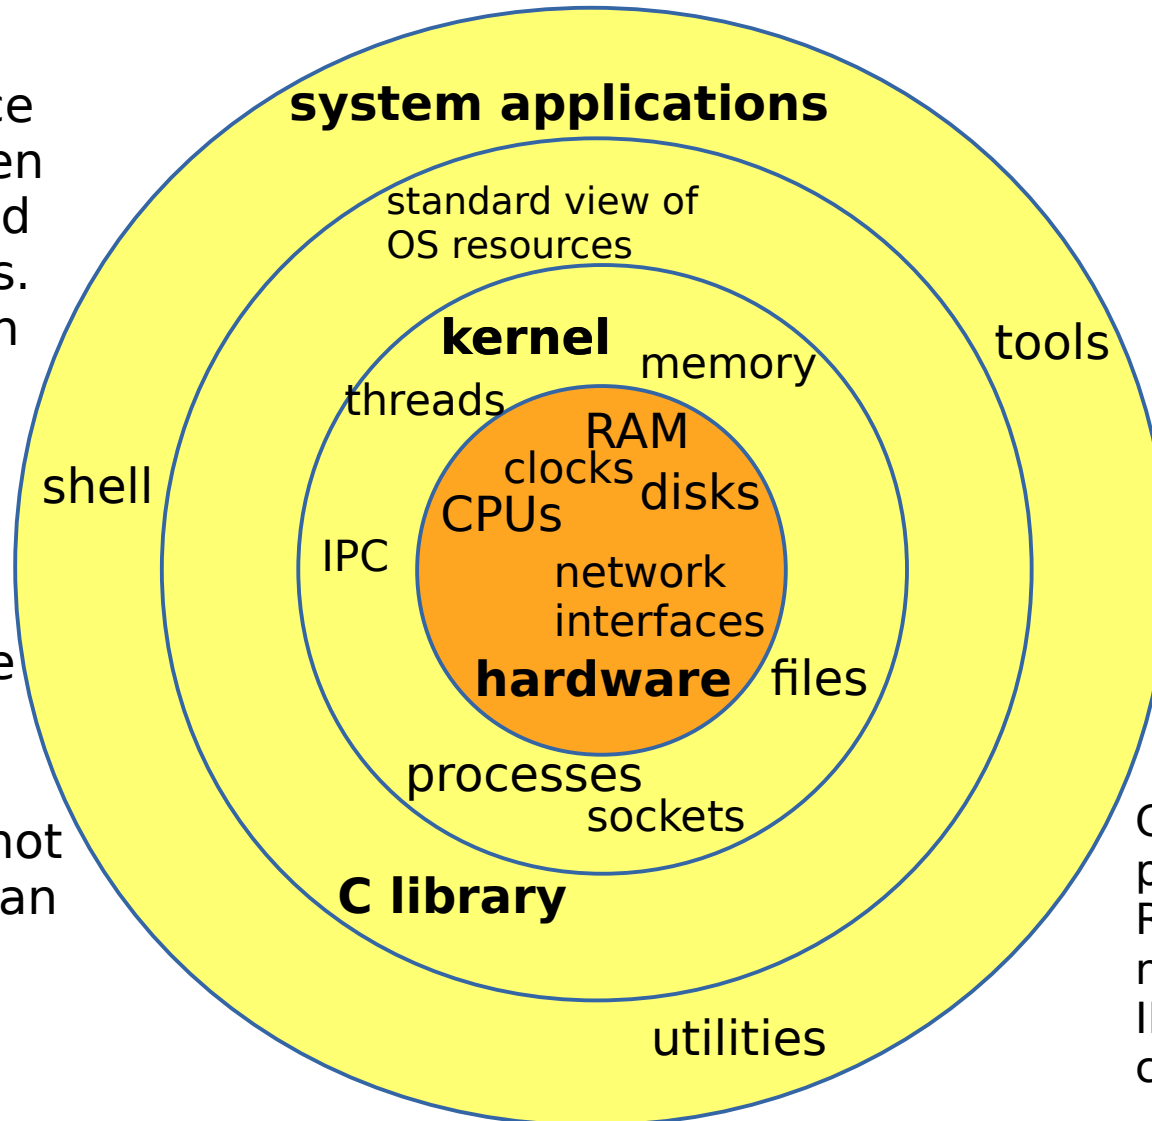 system applications
standard view of
OS resources
kernel
memory
threads
tools
RAM
clocks
disks
CPUs
shell
IPC
network
interfaces
hardware
files
processes
sockets
not
C library
utilities